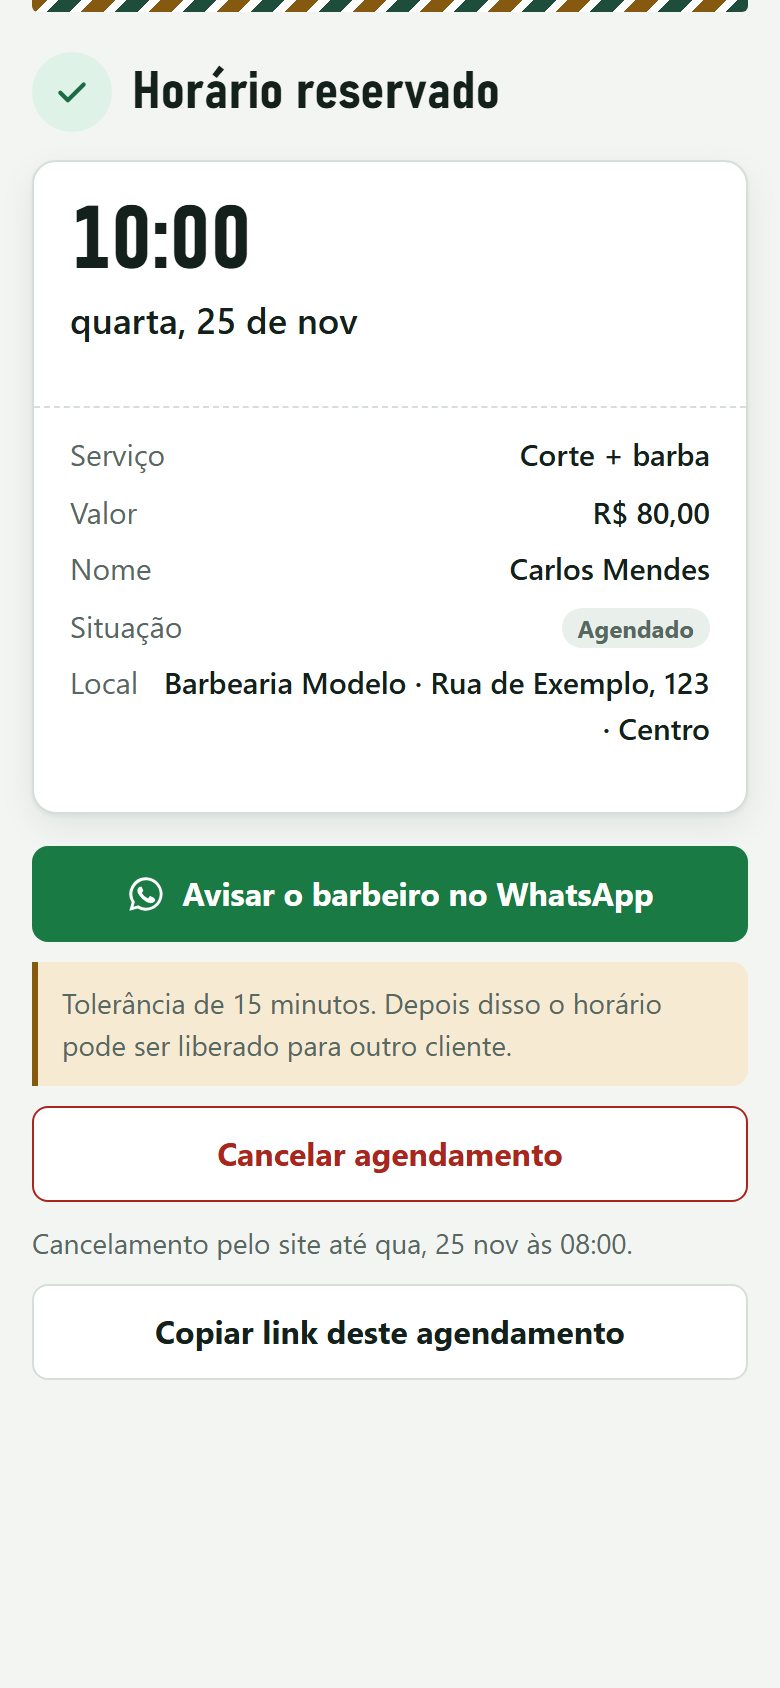 Horário reservado
10:00
quarta, 25 de nov
Serviço Corte + barba
Valor R$ 80,00
Nome Carlos Mendes
Situação Agendado
Local Barbearia Modelo · Rua de Exemplo, 123
· Centro
Avisar o barbeiro no WhatsApp
Tolerância de 15 minutos. Depois disso o horário
pode ser liberado para outro cliente.
Cancelar agendamento
Cancelamento pelo site até qua, 25 nov às 08:00.
Copiar link deste agendamento